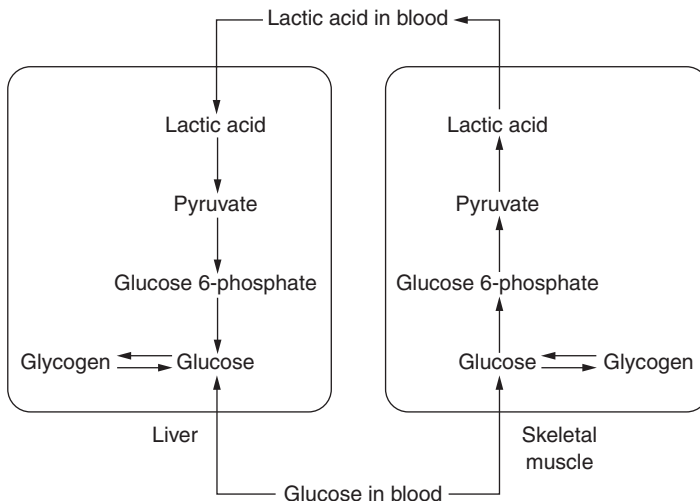 Lactic acid in blood
Lactic acid
Lactic acid
Pyruvate
Pyruvate
Glucose 6-phosphate
Glucose 6-phosphate
Glycogen
Glucose
Glucose
Glycogen
Liver
Skeletal
muscle
Glucose in blood